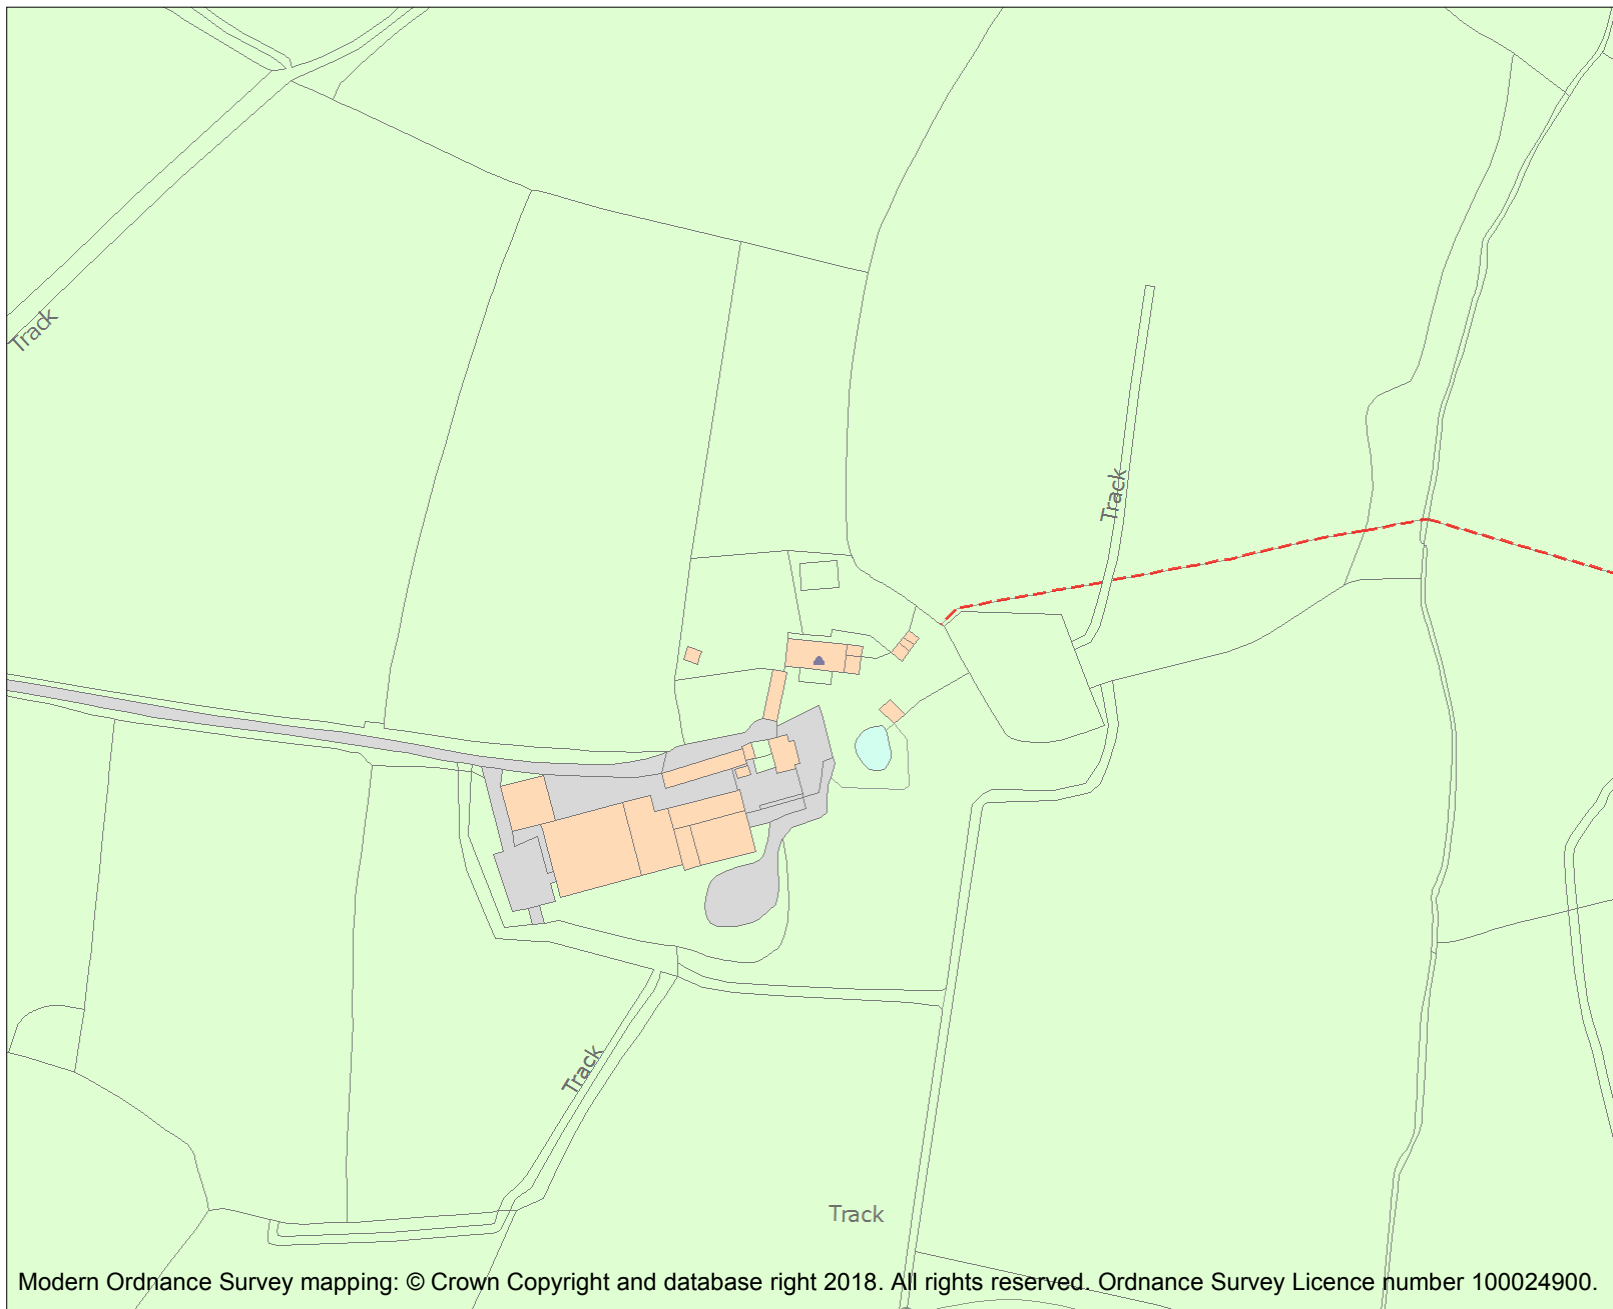 Track
Track
Track
Track
Modern Ordnance Survey mapping: © Crown Copyright and database right 2018. All rights reserved. Ordnance Survey Licence number 100024900.